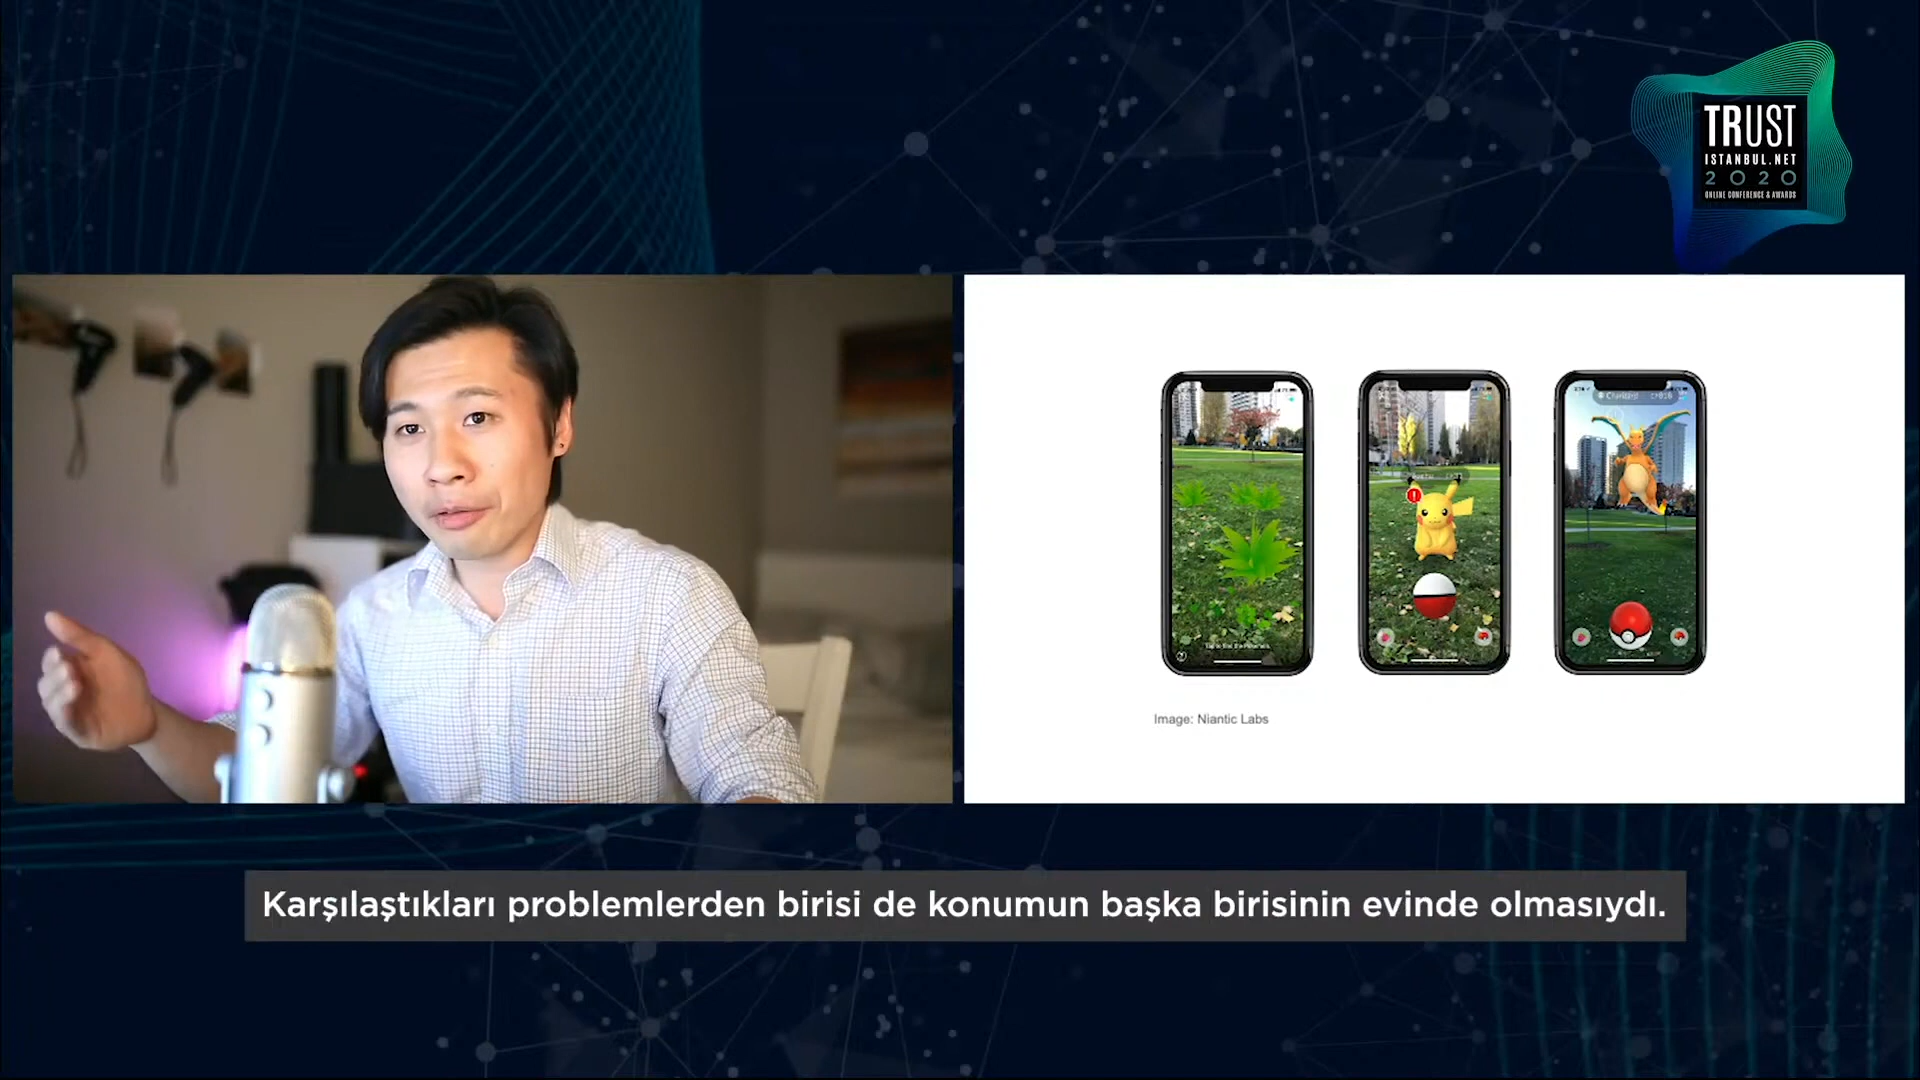 TRUST
ISTANBUL.NET
2020
ONLINE CONFERENCE & AWARDS
Image: Niantic Labs
Karşılaştıkları problemlerden birisi de konumun başka birisinin evinde olmasıydı.